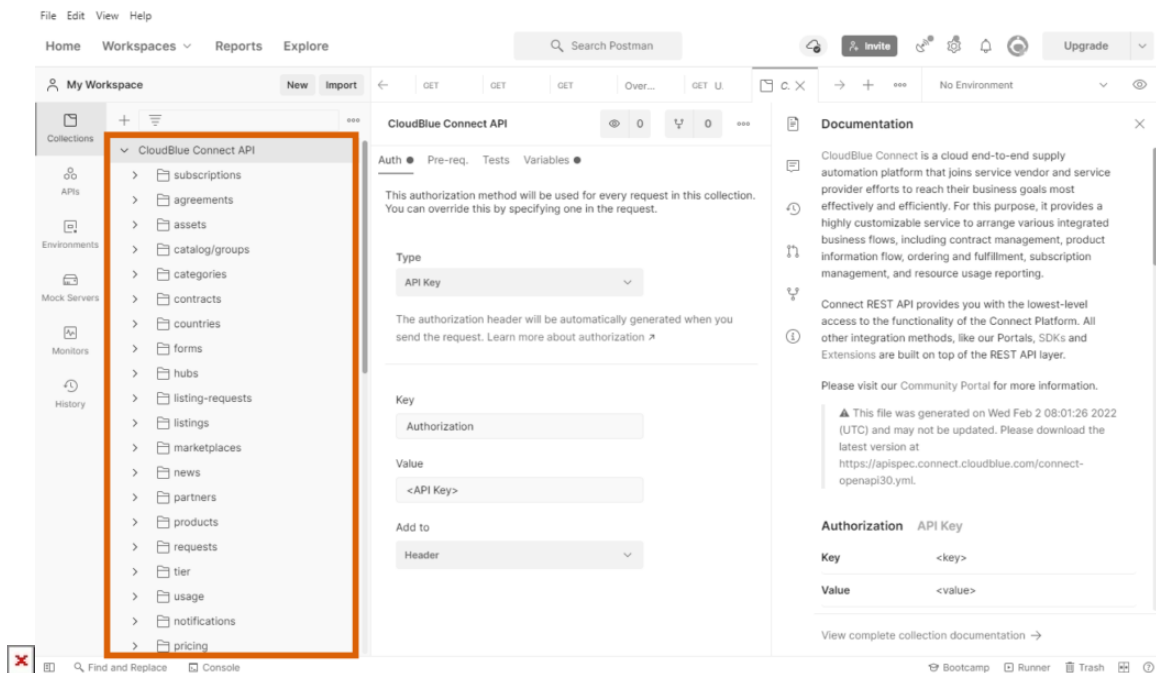 File Edit View Help
Home Workspaces Reports Explore
Search Postman
Invite
Upgrade
My Workspace
New Import
GET GET GET Over... GET U. C.
No Environment
Collections
APIs
Environments
Mock Servers
Monitors
History
CloudBlue Connect API
subscriptions
agreements
assets
catalog/groups
categories
contracts
countries
forms
hubs
listing-requests
listings
marketplaces
news
partners
products
requests
tier
usage
notifications
pricing
CloudBlue Connect API
0 0
Auth Pre-req. Tests Variables
This authorization method will be used for every request in this collection.
You can override this by specifying one in the request.
Type
API Key
The authorization header will be automatically generated when you
send the request. Learn more about authorization ↗
Key
Authorization
Value
<API Key>
Add to
Header
Documentation
CloudBlue Connect is a cloud end-to-end supply
automation platform that joins service vendor and service
provider efforts to reach their business goals most
effectively and efficiently. For this purpose, it provides a
highly customizable service to arrange various integrated
business flows, including contract management, product
information flow, ordering and fulfillment, subscription
management, and resource usage reporting.
Connect REST API provides you with the lowest-level
access to the functionality of the Connect Platform. All
other integration methods, like our Portals, SDKs and
Extensions are built on top of the REST API layer.
Please visit our Community Portal for more information.
⚠ This file was generated on Wed Feb 2 08:01:26 2022
(UTC) and may not be updated. Please download the
latest version at
https://apispec.connect.cloudblue.com/connect-
openapi30.yml.
Authorization API Key
Key <key>
Value <value>
View complete collection documentation →
Find and Replace Console
Bootcamp Runner Trash